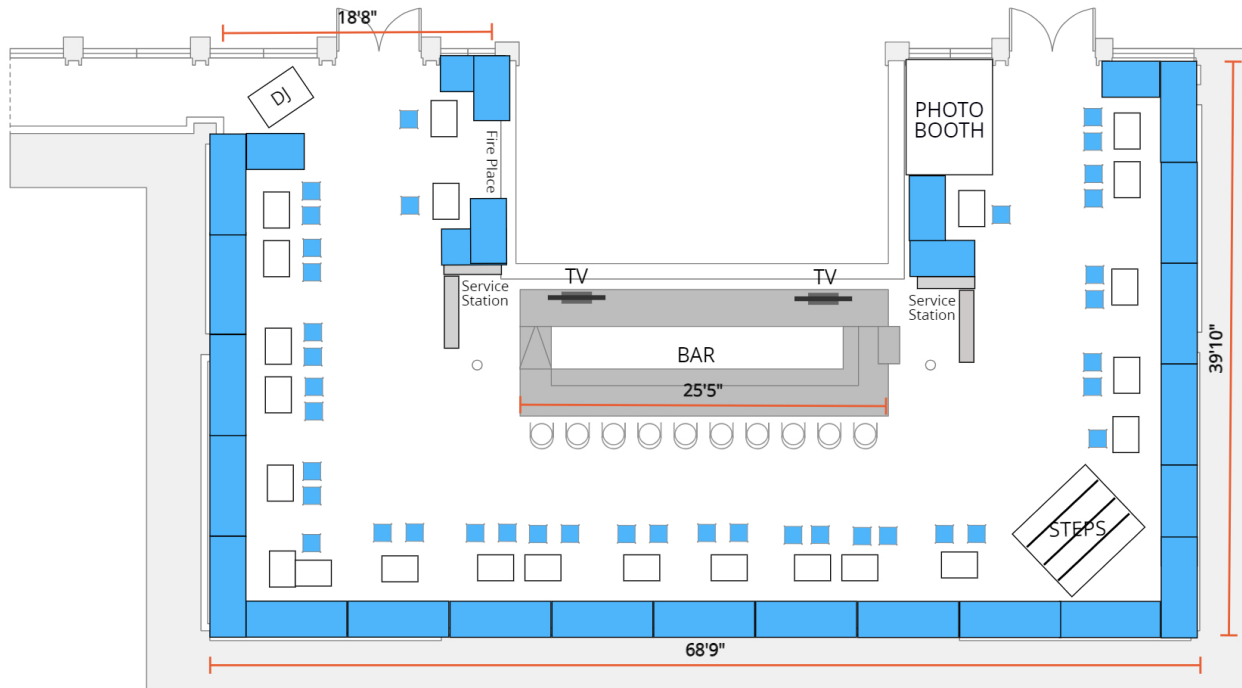 18'8"
DJ
PHOTO
BOOTH
Fire Place
TV
TV
Service
Station
Service
Station
BAR
39'10"
25'5"
STEPS
68'9"